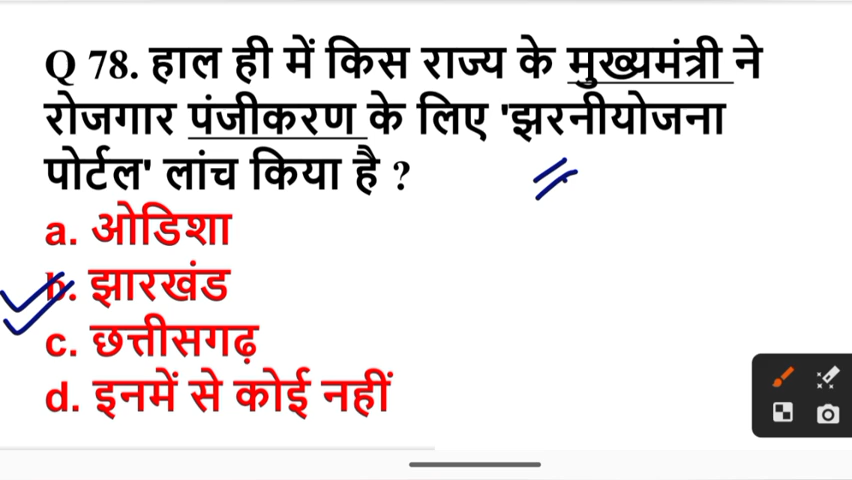 Q 78. हाल ही में किस राज्य के मुख्यमंत्री ने
रोजगार पंजीकरण के लिए 'झरनीयोजना
पोर्टल' लांच किया है ?
a. ओडिशा
b. झारखंड
c. छत्तीसगढ़
d. इनमें से कोई नहीं